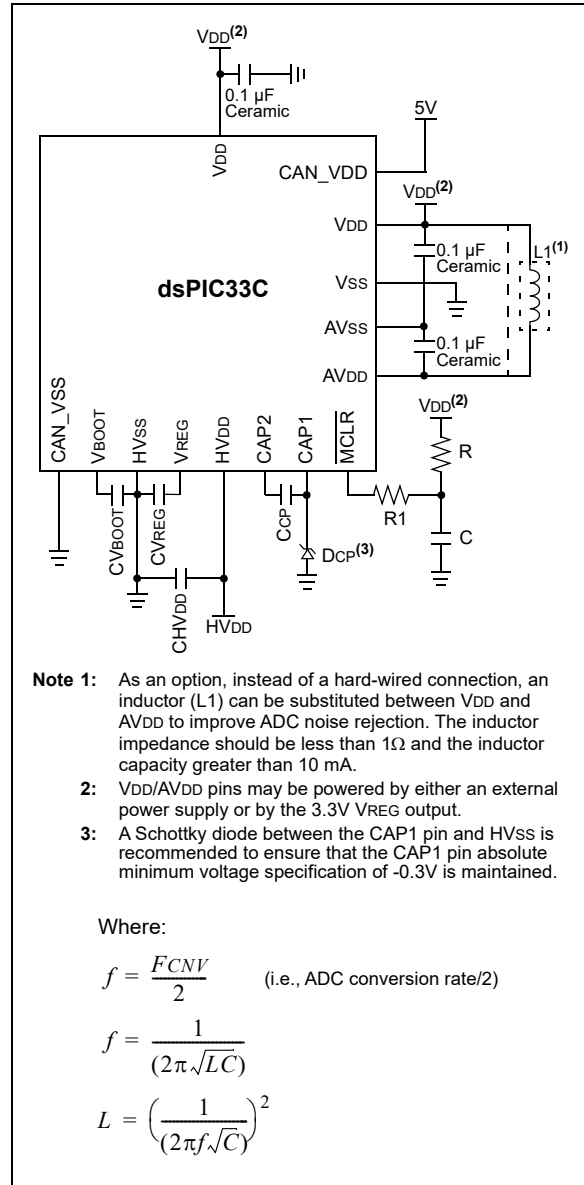 VDD(2)
0.1 µF
Ceramic
5V
VDD
CAN_VDD
VDD(2)
VDD
L1(1)
0.1 µF
Ceramic
VSS
dsPIC33C
AVSS
0.1 µF
Ceramic
AVDD
CAN_VSS
VBOOT
HVSS
VREG
HVDD
CAP2
CAP1
MCLR
VDD(2)
R
R1
C
CVBOOT
CVREG
CCP
DCP(3)
CHVDD
HVDD
Note 1: As an option, instead of a hard-wired connection, an
inductor (L1) can be substituted between VDD and
AVDD to improve ADC noise rejection. The inductor
impedance should be less than 1Ω and the inductor
capacity greater than 10 mA.
2: VDD/AVDD pins may be powered by either an external
power supply or by the 3.3V VREG output.
3: A Schottky diode between the CAP1 pin and HVSS is
recommended to ensure that the CAP1 pin absolute
minimum voltage specification of -0.3V is maintained.
Where:
f = FCNV / 2 (i.e., ADC conversion rate/2)
f = 1 / (2π√LC)
L = (1 / (2πf√C))2